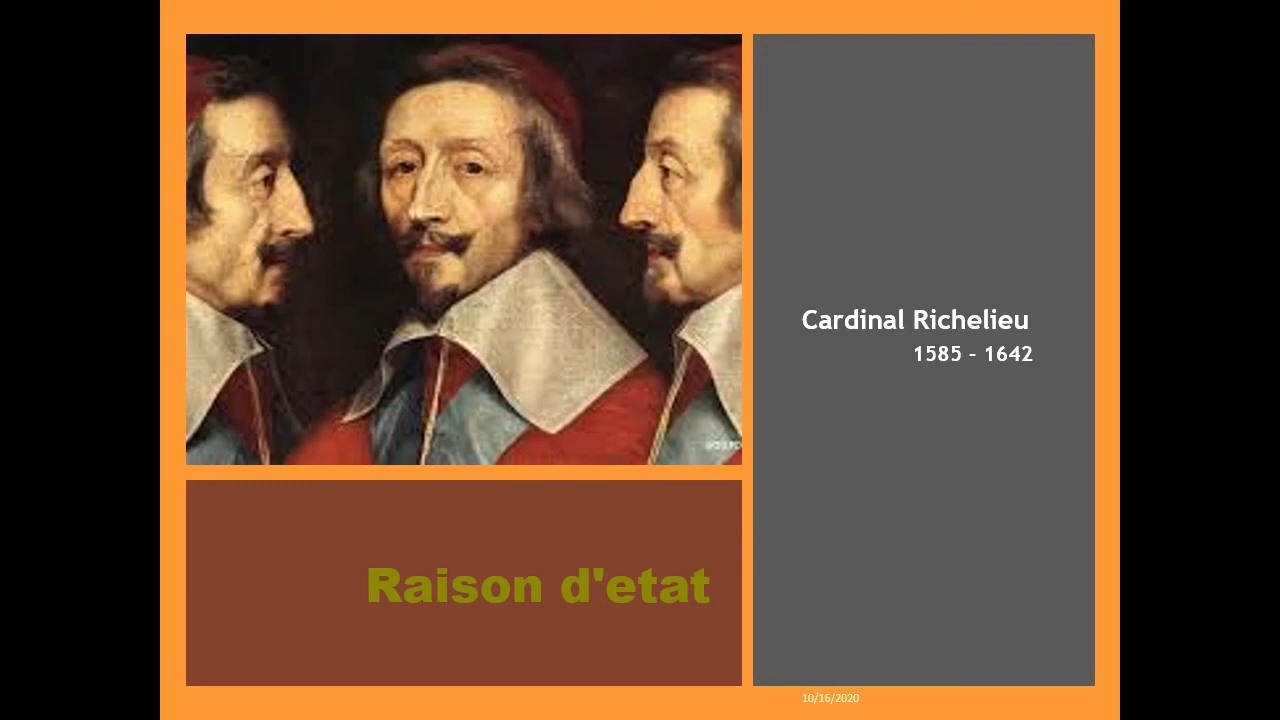 Cardinal Richelieu
1585 - 1642
Raison d'etat
10/16/2020